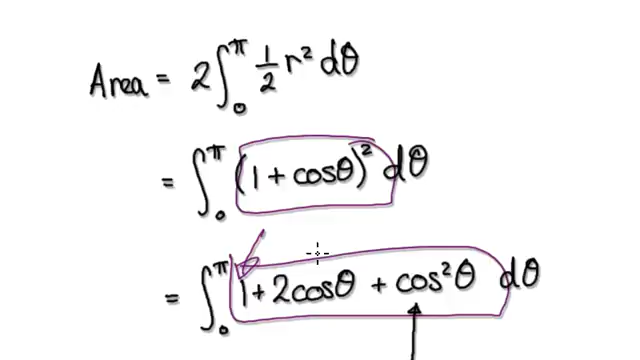 Area = 2∫₀^π 1/2 r² dθ
= ∫₀^π (1 + cosθ)² dθ
= ∫₀^π 1 + 2cosθ + cos²θ dθ